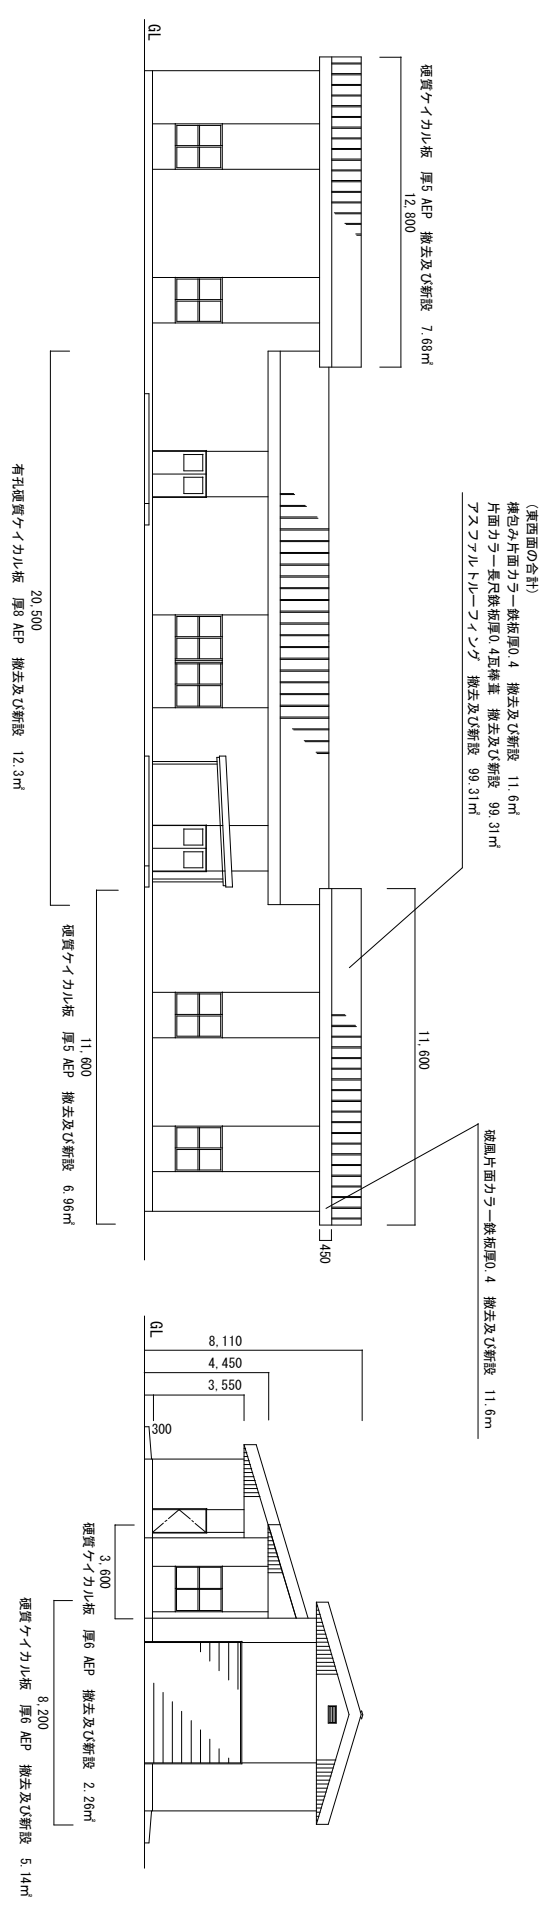 (東西面の合計)
棟包み片面カラー鉄板厚0.4　撤去及び新設　11.6㎡
片面カラー長尺鉄板厚0.4瓦棒葺　撤去及び新設　99.31㎡
アスファルトルーフィング　撤去及び新設　99.31㎡
破風片面カラー鉄板厚0.4　撤去及び新設　11.6m
硬質ケイカル板　厚5 AEP　撤去及び新設　7.68㎡
12,800
11,600
450
GL
20,500
有孔硬質ケイカル板　厚8 AEP　撤去及び新設　12.3㎡
11,600
硬質ケイカル板　厚5 AEP　撤去及び新設　6.96㎡
GL
8,110
4,450
3,550
300
3,600
硬質ケイカル板　厚6 AEP　撤去及び新設　2.26㎡
8,200
硬質ケイカル板　厚6 AEP　撤去及び新設　5.14㎡